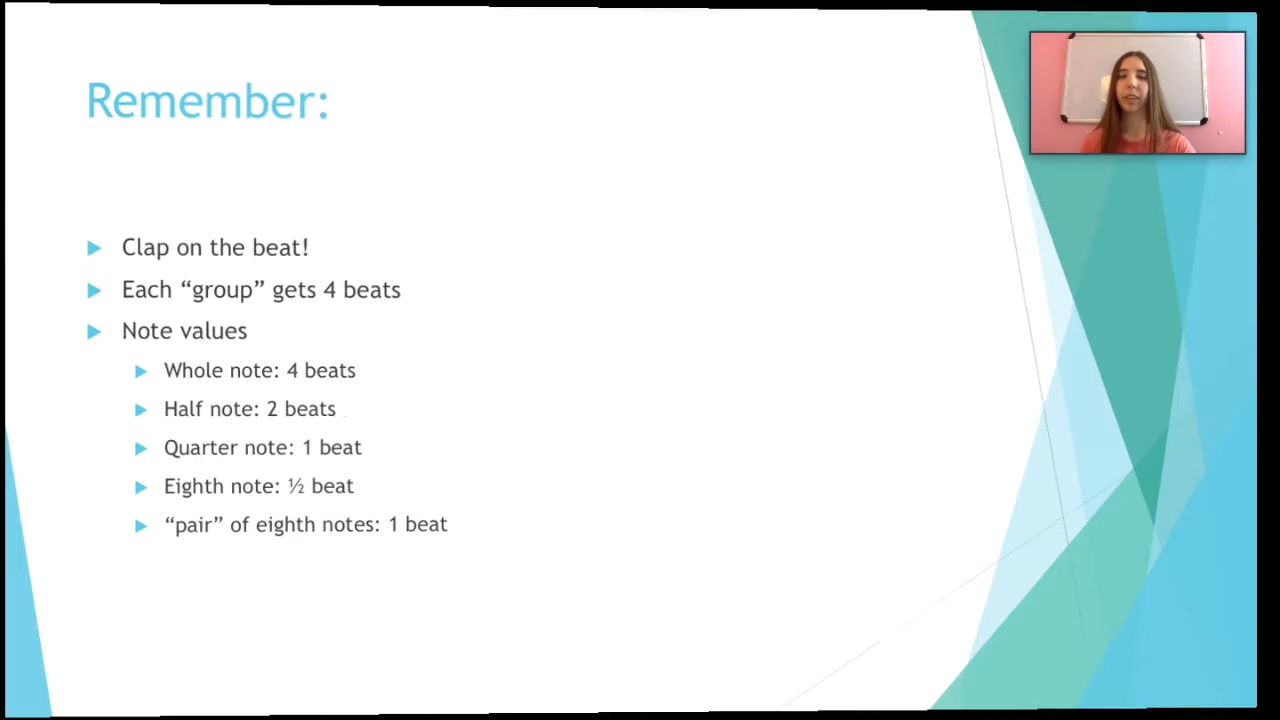 Remember:
Clap on the beat!
Each “group” gets 4 beats
Note values
Whole note: 4 beats
Half note: 2 beats
Quarter note: 1 beat
Eighth note: ½ beat
“pair” of eighth notes: 1 beat